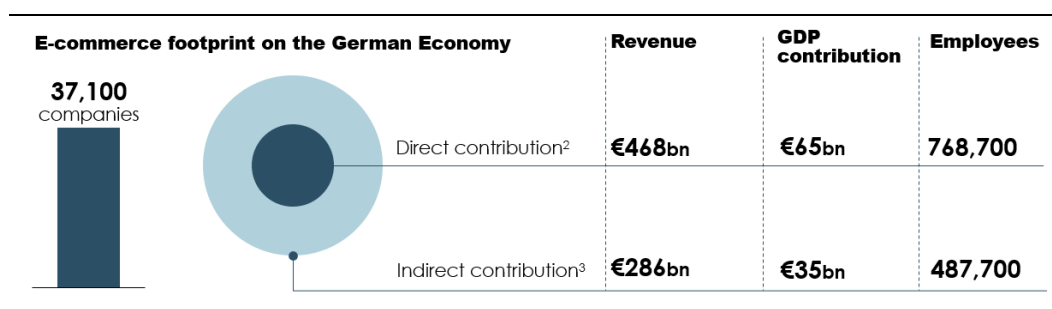 E-commerce footprint on the German Economy
Revenue
GDP
contribution
Employees
37,100
companies
Direct contribution²
€468bn
€65bn
768,700
Indirect contribution³
€286bn
€35bn
487,700